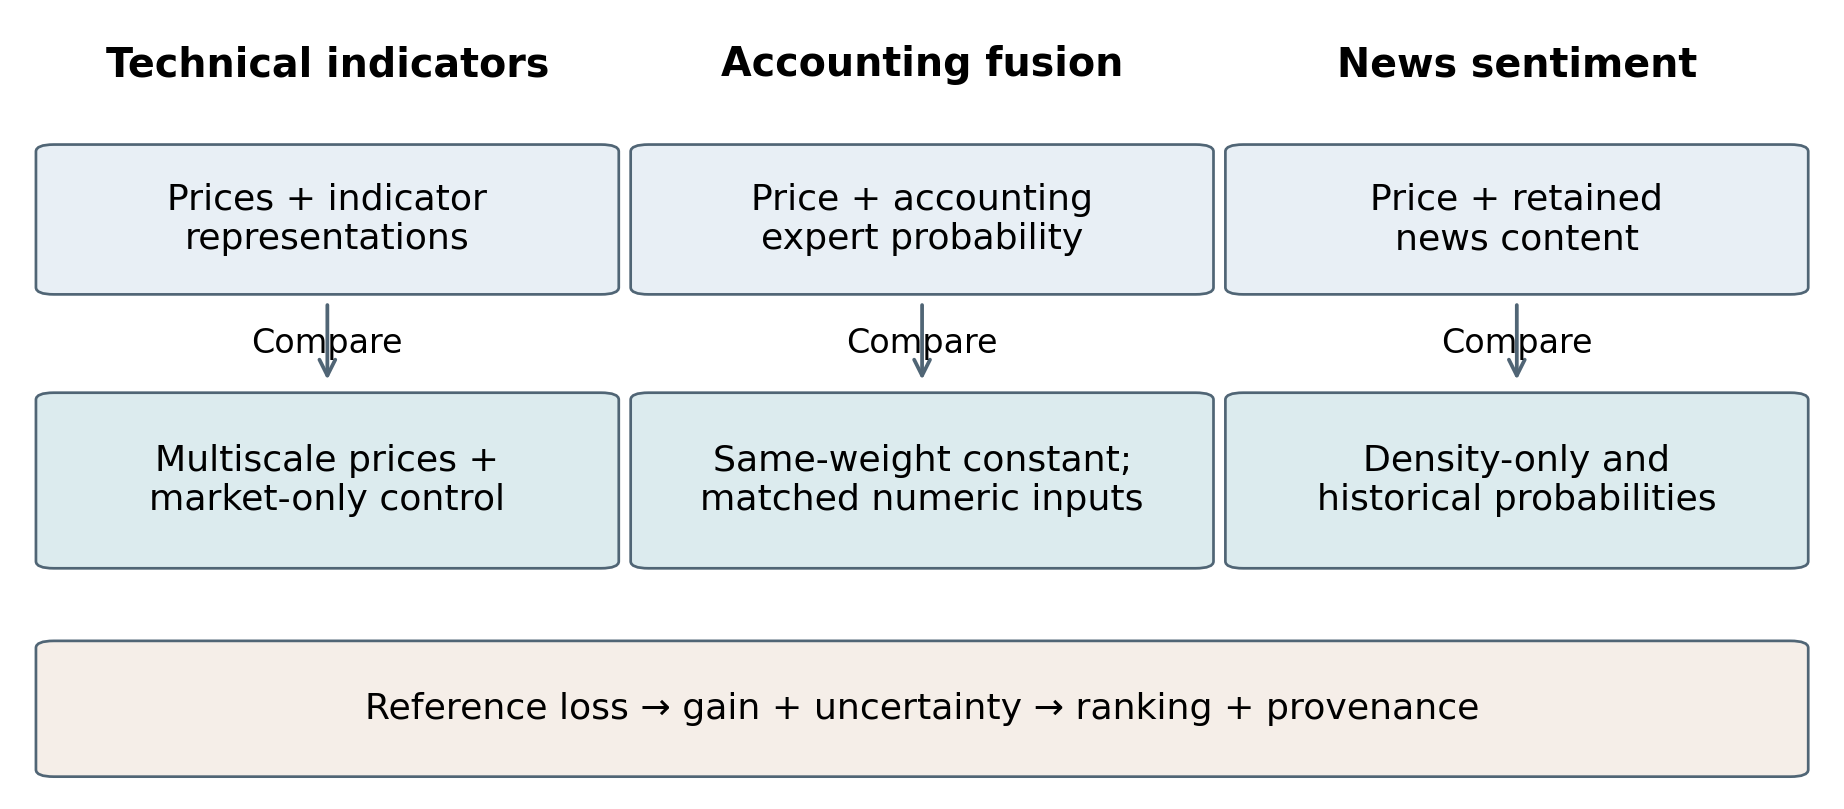 Technical indicators
Accounting fusion
News sentiment
Prices + indicator
representations
Price + accounting
expert probability
Price + retained
news content
Compare
Compare
Compare
Multiscale prices +
market-only control
Same-weight constant;
matched numeric inputs
Density-only and
historical probabilities
Reference loss → gain + uncertainty → ranking + provenance